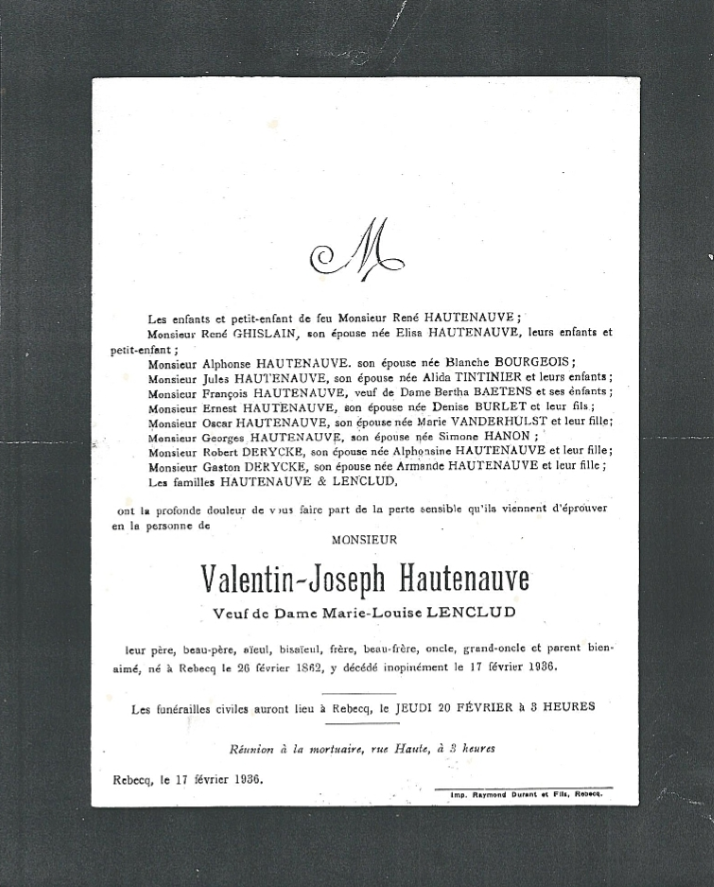 M
Les enfants et petit-enfant de feu Monsieur René HAUTENAUVE ;
Monsieur René GHISLAIN, son épouse née Elisa HAUTENAUVE, leurs enfants et
petit-enfant ;
Monsieur Alphonse HAUTENAUVE. son épouse née Blanche BOURGEOIS ;
Monsieur Jules HAUTENAUVE, son épouse née Alida TINTINIER et leurs enfants ;
Monsieur François HAUTENAUVE, veuf de Dame Bertha BAETENS et ses enfants ;
Monsieur Ernest HAUTENAUVE, son épouse née Denise BURLET et leur fils ;
Monsieur Oscar HAUTENAUVE, son épouse née Marie VANDERHULST et leur fille;
Monsieur Georges HAUTENAUVE, son épouse née Simone HANON ;
Monsieur Robert DERYCKE, son épouse née Alphonsine HAUTENAUVE et leur fille;
Monsieur Gaston DERYCKE, son épouse née Armande HAUTENAUVE et leur fille ;
Les familles HAUTENAUVE & LENCLUD,
ont la profonde douleur de vous faire part de la perte sensible qu'ils viennent d'éprouver
en la personne de
MONSIEUR
Valentin-Joseph Hautenauve
Veuf de Dame Marie-Louise LENCLUD
leur père, beau-père, aïeul, bisaïeul, frère, beau-frère, oncle, grand-oncle et parent bien-
aimé, né à Rebecq le 26 février 1862, y décédé inopinément le 17 février 1936.
Les funérailles civiles auront lieu à Rebecq, le JEUDI 20 FÉVRIER à 3 HEURES
Réunion à la mortuaire, rue Haute, à 3 heures
Rebecq, le 17 février 1936.
Imp. Raymond Durant et Fils, Rebecq.